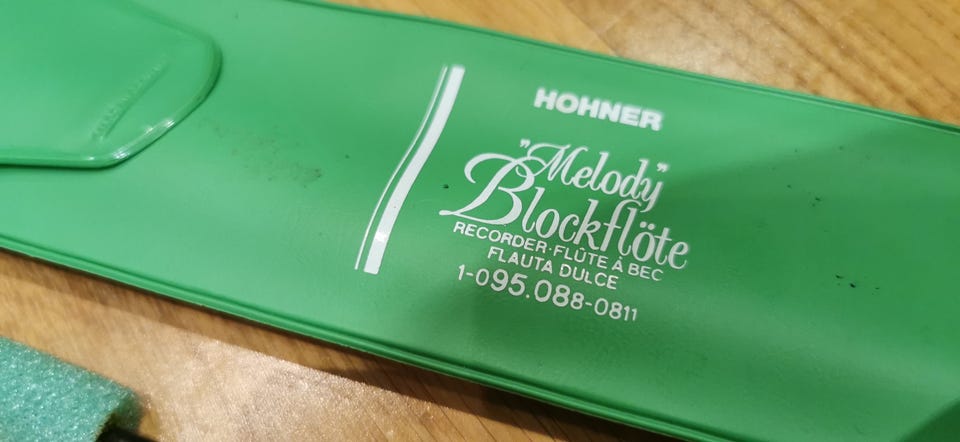 HOHNER
"Melody"
Blockflöte
RECORDER·FLÛTE À BEC
FLAUTA DULCE
1-095.088-0811